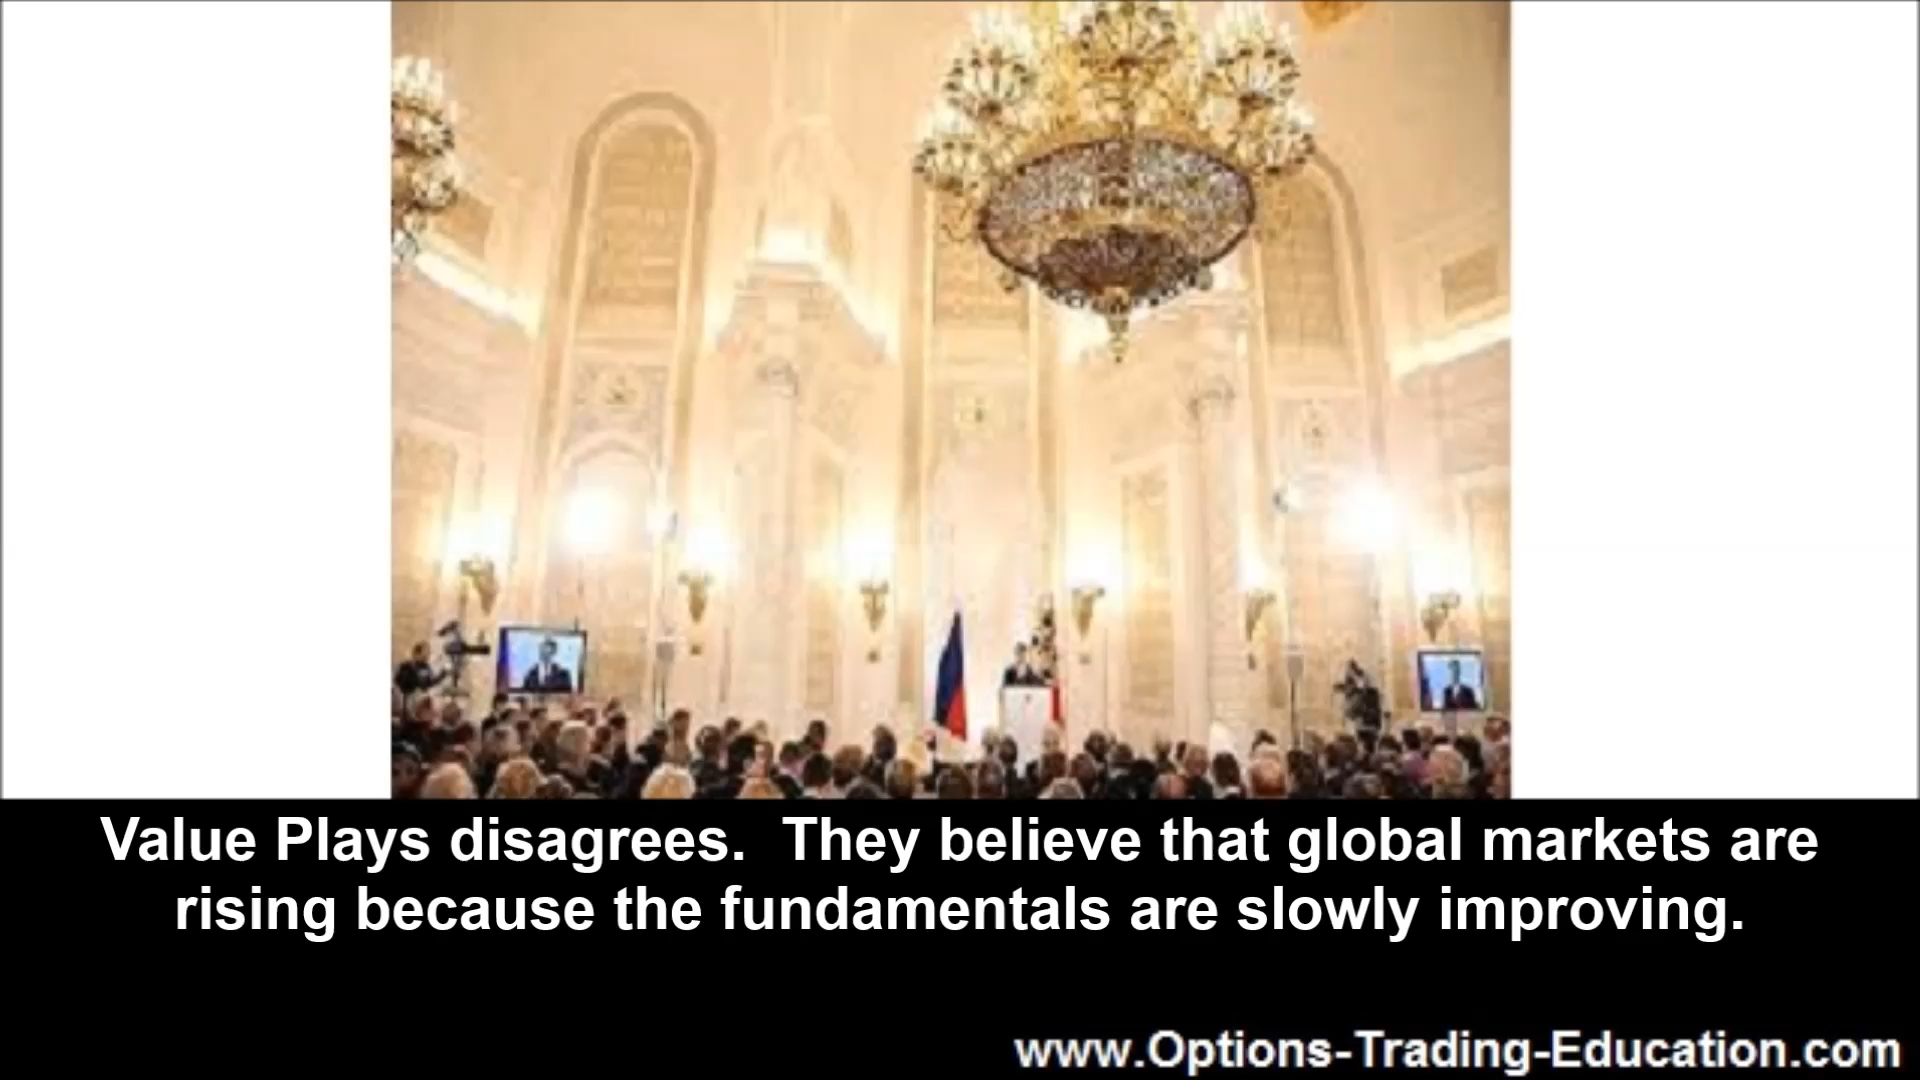 Value Plays disagrees.  They believe that global markets are
rising because the fundamentals are slowly improving.
www.Options-Trading-Education.com